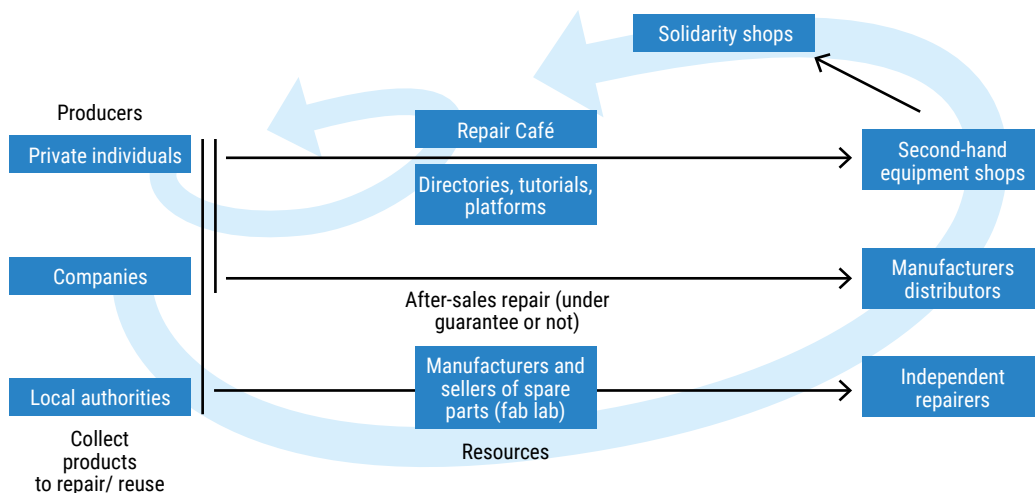 Solidarity shops
Producers
Private individuals
Repair Café
Directories, tutorials,
platforms
Second-hand
equipment shops
Companies
After-sales repair (under
guarantee or not)
Manufacturers
distributors
Local authorities
Manufacturers and
sellers of spare
parts (fab lab)
Independent
repairers
Collect
products
to repair/ reuse
Resources